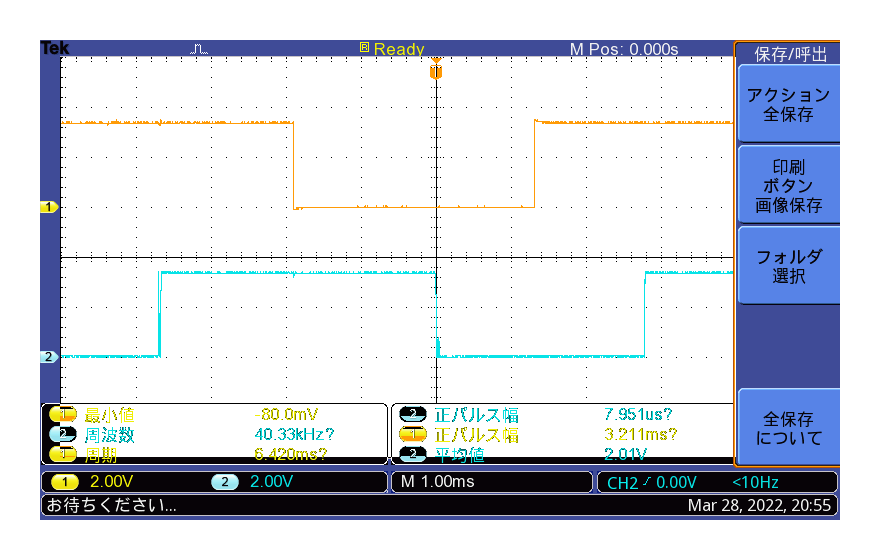 Tek
R Ready
M Pos: 0.000s
保存/呼出
アクション
全保存
印刷
ボタン
画像保存
フォルダ
選択
全保存
について
1
2
1 最小値 -80.0mV
2 正パルス幅 7.951us?
2 周波数 40.33kHz?
1 正パルス幅 3.211ms?
1 周期 6.420ms?
2 平均値 2.01V
1 2.00V
2 2.00V
M 1.00ms
CH2 0.00V
<10Hz
お待ちください...
Mar 28, 2022, 20:55